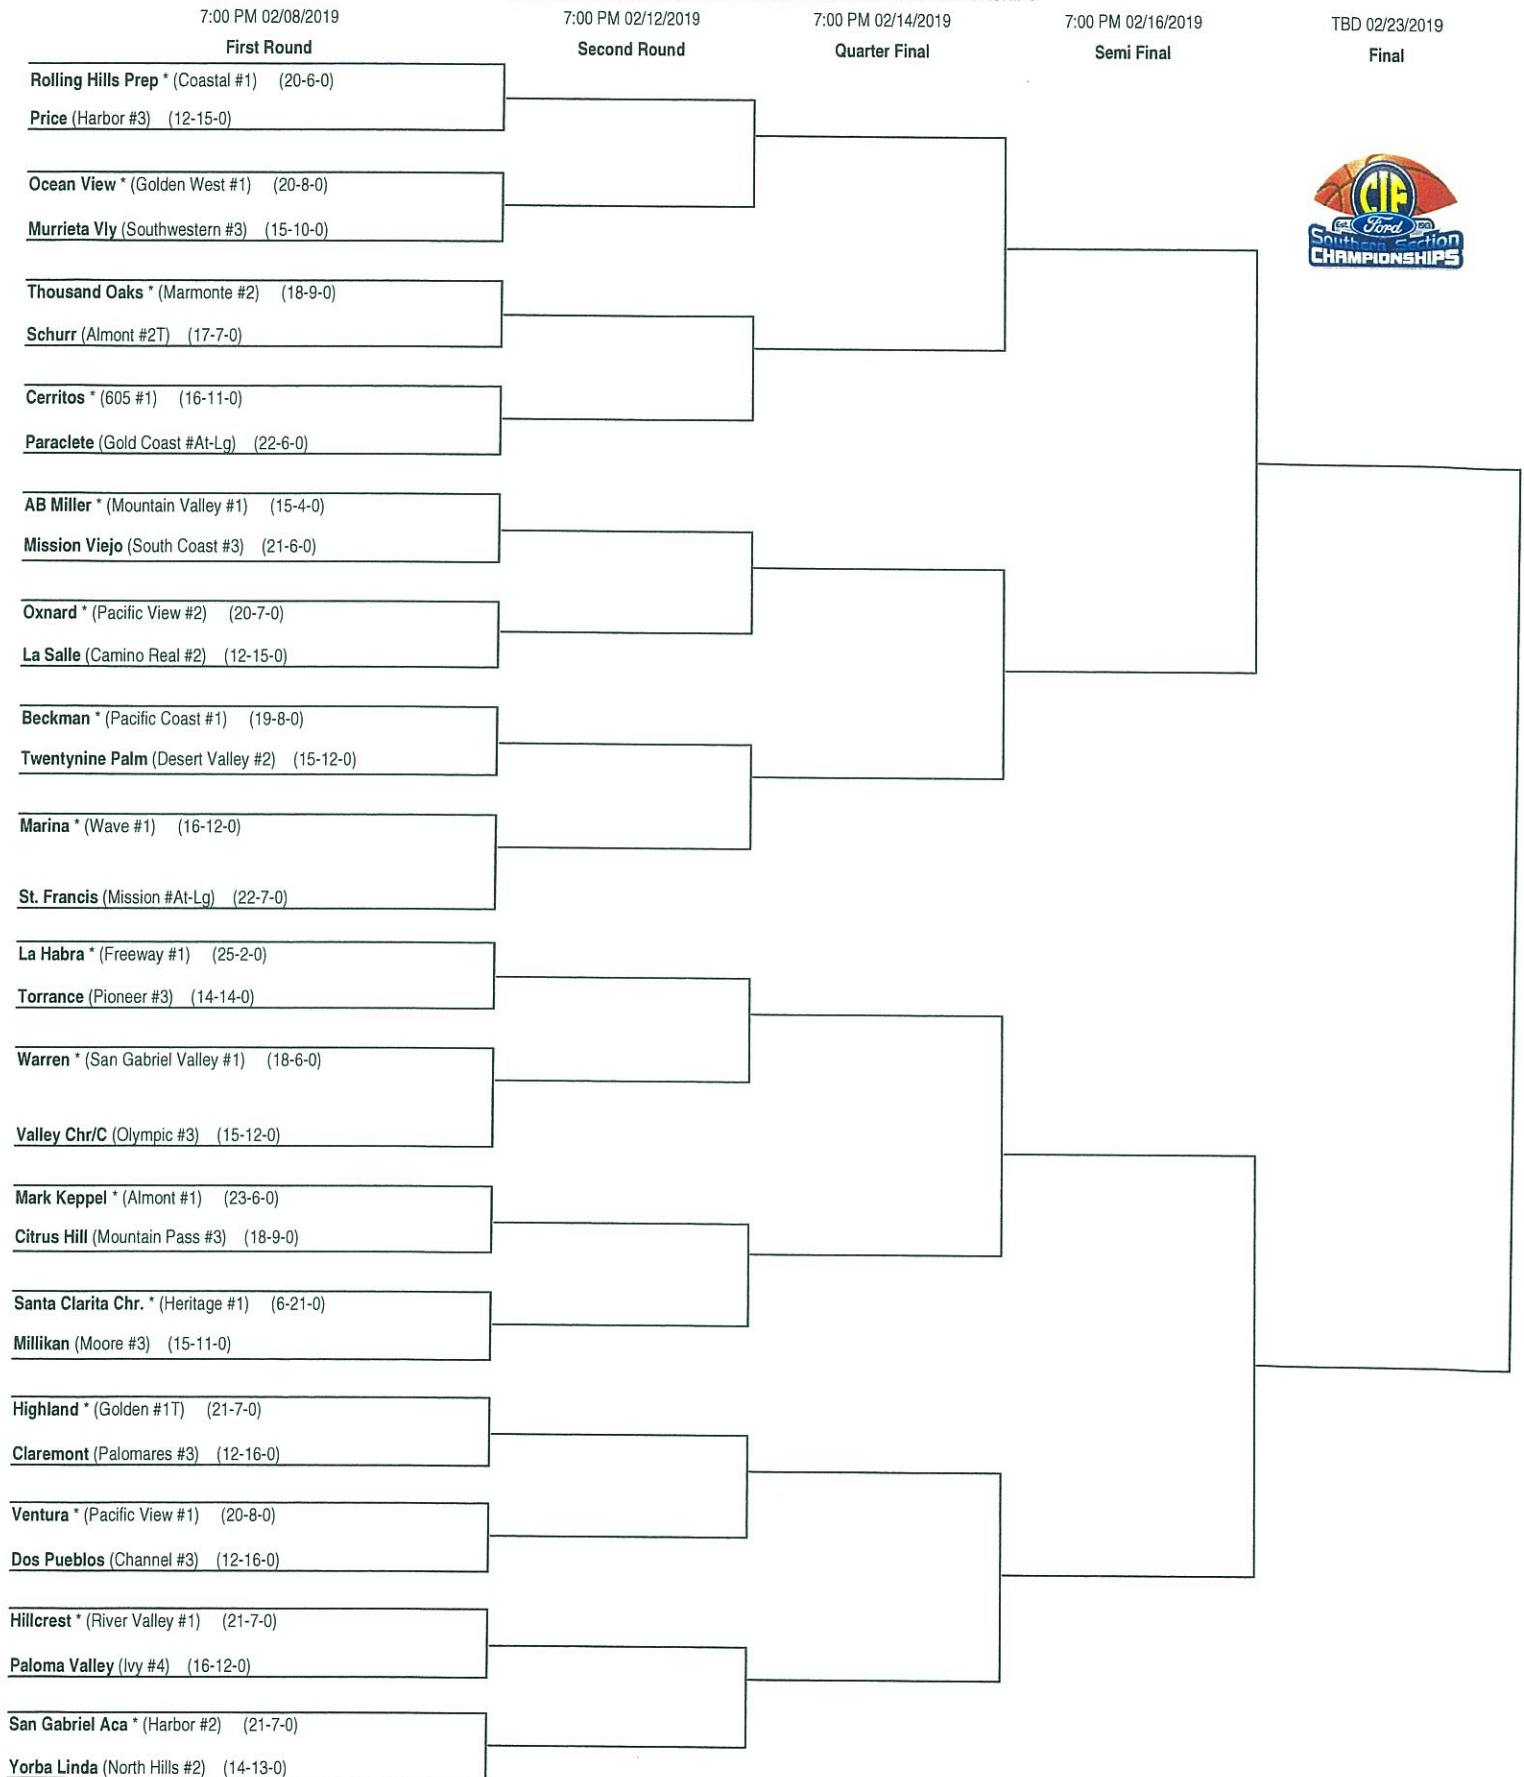 7:00 PM 02/08/2019
First Round
7:00 PM 02/12/2019
Second Round
7:00 PM 02/14/2019
Quarter Final
7:00 PM 02/16/2019
Semi Final
TBD 02/23/2019
Final
Rolling Hills Prep * (Coastal #1) (20-6-0)
Price (Harbor #3) (12-15-0)
Ocean View * (Golden West #1) (20-8-0)
Murrieta Vly (Southwestern #3) (15-10-0)
Thousand Oaks * (Marmonte #2) (18-9-0)
Schurr (Almont #2T) (17-7-0)
Cerritos * (605 #1) (16-11-0)
Paraclete (Gold Coast #At-Lg) (22-6-0)
AB Miller * (Mountain Valley #1) (15-4-0)
Mission Viejo (South Coast #3) (21-6-0)
Oxnard * (Pacific View #2) (20-7-0)
La Salle (Camino Real #2) (12-15-0)
Beckman * (Pacific Coast #1) (19-8-0)
Twentynine Palm (Desert Valley #2) (15-12-0)
Marina * (Wave #1) (16-12-0)
St. Francis (Mission #At-Lg) (22-7-0)
La Habra * (Freeway #1) (25-2-0)
Torrance (Pioneer #3) (14-14-0)
Warren * (San Gabriel Valley #1) (18-6-0)
Valley Chr/C (Olympic #3) (15-12-0)
Mark Keppel * (Almont #1) (23-6-0)
Citrus Hill (Mountain Pass #3) (18-9-0)
Santa Clarita Chr. * (Heritage #1) (6-21-0)
Millikan (Moore #3) (15-11-0)
Highland * (Golden #1T) (21-7-0)
Claremont (Palomares #3) (12-16-0)
Ventura * (Pacific View #1) (20-8-0)
Dos Pueblos (Channel #3) (12-16-0)
Hillcrest * (River Valley #1) (21-7-0)
Paloma Valley (Ivy #4) (16-12-0)
San Gabriel Aca * (Harbor #2) (21-7-0)
Yorba Linda (North Hills #2) (14-13-0)
CIF
Ford
Southern Section
CHAMPIONSHIPS